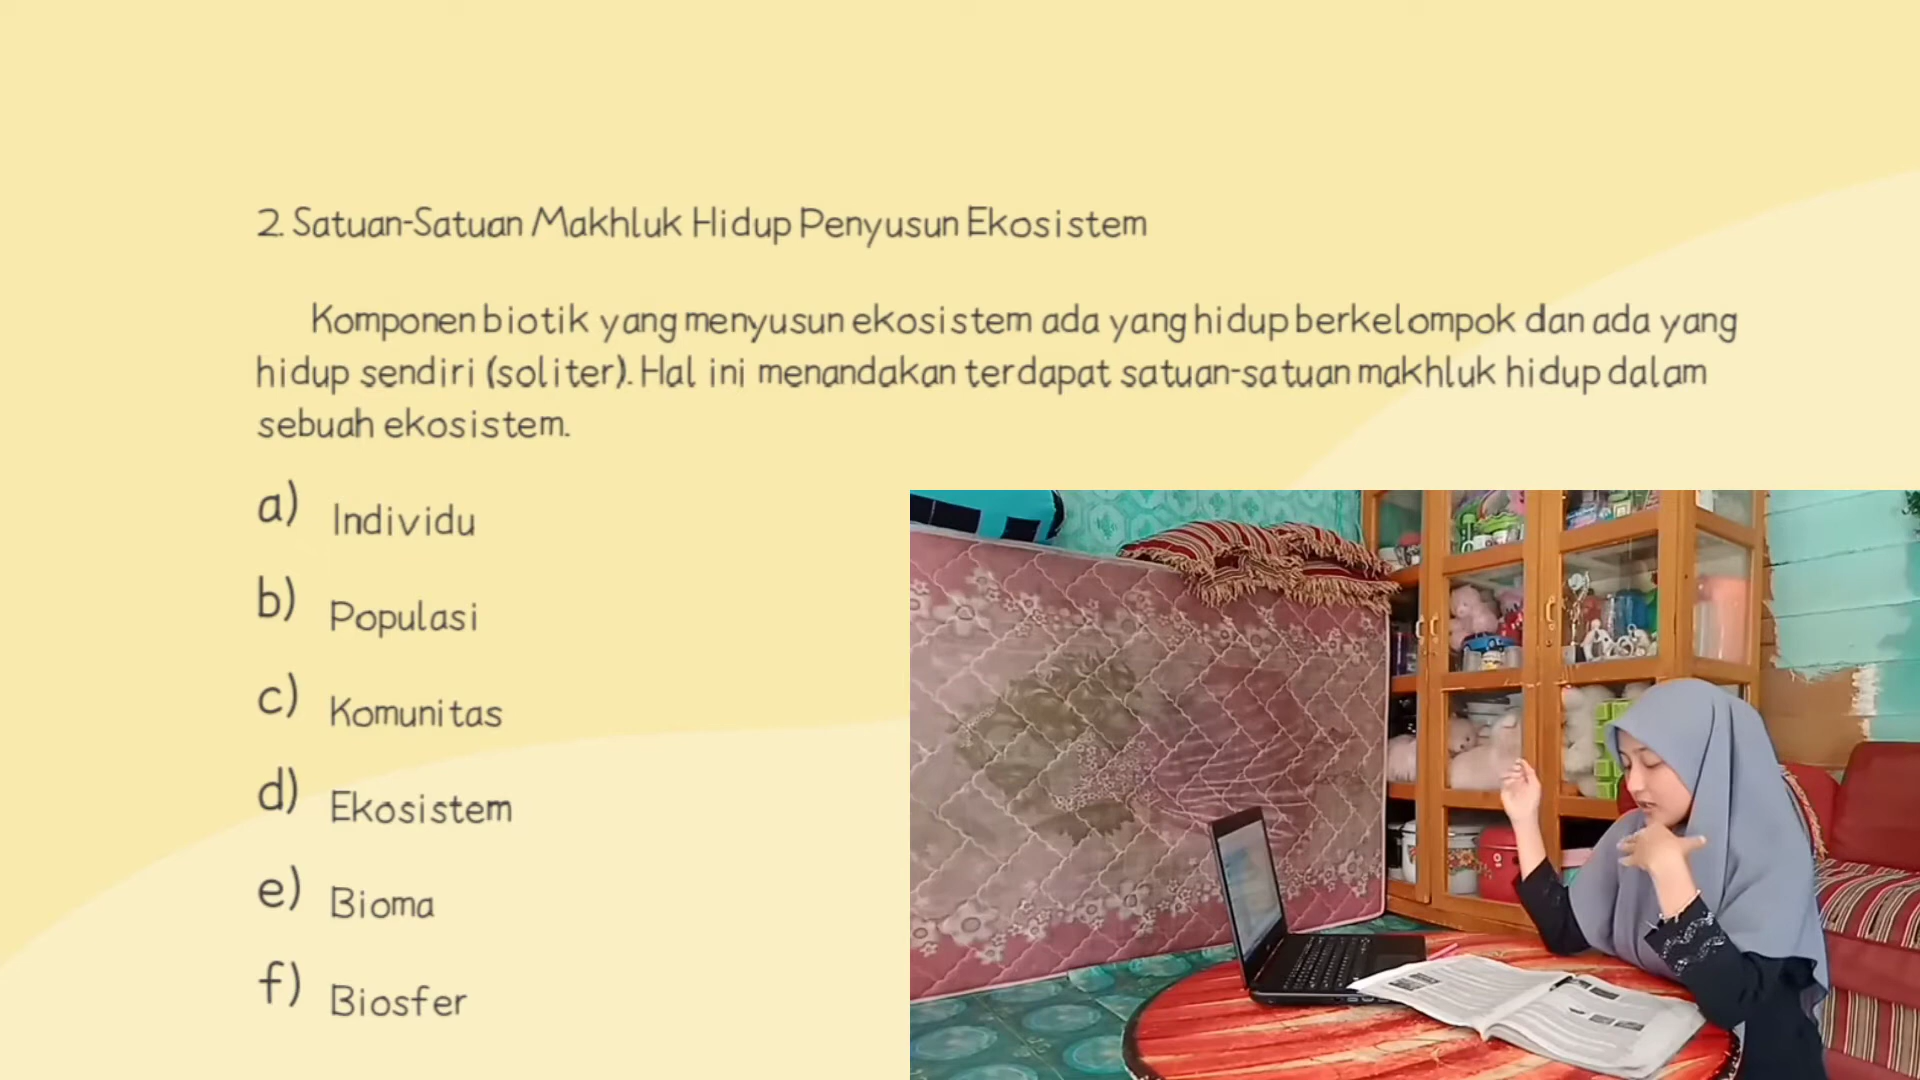 2. Satuan-Satuan Makhluk Hidup Penyusun Ekosistem
Komponen biotik yang menyusun ekosistem ada yang hidup berkelompok dan ada yang
hidup sendiri (soliter). Hal ini menandakan terdapat satuan-satuan makhluk hidup dalam
sebuah ekosistem.
a) Individu
b) Populasi
c) Komunitas
d) Ekosistem
e) Bioma
f) Biosfer